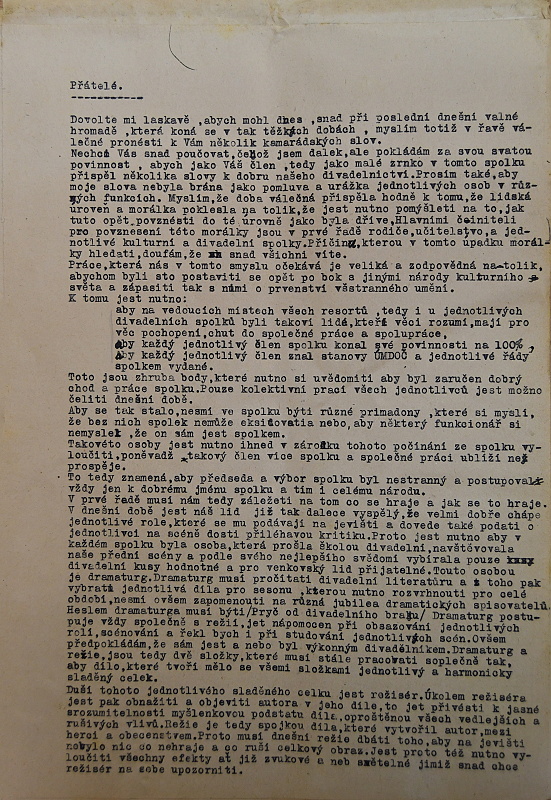 Přátelé.
Dovolte mi laskavě ,abych mohl dnes ,snad při poslední dnešní valné
hromadě ,která koná se v tak těžkých dobách , myslím totiž v řavě vá-
lečné pronésti k Vám několik kamarádských slov.
Nechci Vás snad poučovat,čehož jsem dalek,ale pokládám za svou svatou
povinnost , abych jako Váš člen ,tedy jako malé zrnko v tomto spolku
přispěl několika slovy k dobru našeho divadelnictví.Prosím také,aby
moje slova nebyla brána jako pomluva a urážka jednotlivých osob v růz-
ných funkcích. Myslím,že doba válečná přispěla hodně k tomu,že lidská
uroveň a morálka poklesla na tolik,že jest nutno pomýšleti na to,jak
tuto opět povznésti do té úrovně jako byla dříve,Hlavními činiteli
pro povznesení této morálky jsou v prvé řadě rodiče,učitelstvo,a jed-
notlivé kulturní a divadelní spolky.Příčinu,kterou v tomto úpadku morál-
ky hledati,doufám,že snad všichni víte.
Práce,která nás v tomto smyslu očekává je veliká a zodpovědná na tolik,
abychom byli sto postaviti se opět po bok s jinými národy kulturního
světa a zápasiti tak s nimi o prvenství všestranného umění.
K tomu jest nutno:
aby na vedoucích místech všech resortů ,tedy i u jednotlivých
divadelních spolků byli takoví lidé,kteří věci rozumí,mají pro
věc pochopení,chuť do společné práce a spolupráce,
aby každý jednotlivý člen spolku konal své povinnosti na 100%,
aby každý jednotlivý člen znal stanovy ÚMDOČ a jednotlivé řády
spolkem vydané.
Toto jsou zhruba body,které nutno si uvědomiti aby byl zaručen dobrý
chod a práce spolku.Pouze kolektivní prací všech jednotlivců jest možno
čeliti dnešní době.
Aby se tak stalo,nesmí ve spolku býti různé primadony ,které si myslí,
že bez nich spolek nemůže eksistovatia nebo,aby některý funkcionář si
nemyslel ,že on sám jest spolkem.
Takovéto osoby jest nutno ihned v zárodku tohoto počínání ze spolku vy-
loučiti,poněvadž takový člen více spolku a společné práci ublíží než
prospěje.
To tedy znamená,aby předseda a výbor spolku byl nestranný a postupoval
vždy jen k dobrému jménu spolku a tím i celému národu.
V prvé řadě musí nám tedy záležeti na tom co se hraje a jak se to hraje.
V dnešní době jest náš lid již tak dalece vyspělý,že velmi dobře chápe
jednotlivé role,které se mu podávají na jevišti a dovede také podati o
jednotlivci na scéně dosti přiléhavou kritiku.Proto jest nutno aby v
každém spolku byla osoba,která prošla školou divadelní,navštěvovala
naše přední scény a podle svého nejlepšího svědomí vybírala pouze
divadelní kusy hodnotné a pro venkovský lid přijatelné.Touto osobou
je dramaturg.Dramaturg musí pročítati divadelní literatůru a z toho pak
vybrati jednotlivá díla pro sesonu ,kterou nutno rozvrhnouti pro celé
období,nesmí ovšem zapomenouti na různá jubilea dramatických spisovatelů.
Heslem dramaturga musí býti/Pryč od divadelního braku/ Dramaturg postu-
puje vždy společně s režií,jet nápomocen při obsazování jednotlivých
rolí,scénování a řekl bych i při studování jednotlivých scén.Ovšem
předpokládám,že sám jest a nebo byl výkonným divadelníkem.Dramaturg a
režie,jsou tedy dvě složky,které musí stále pracovati soplečně tak,
aby dílo,které tvoří mělo se všemi složkami jednotlivý a harmonicky
sladěný celek.
Duší tohoto jednotlivého sladěného celku jest režisér.Úkolem režiséra
jest pak obnažiti a objeviti autora v jeho díle,to jet přivésti k jasné
srozumitelnosti myšlenkovou podstatu díla,oproštěnou všech vedlejších a
rušivých vlivů.Režie je tedy spojkou díla,které vytvořil autor,mezi
herci a obecenstvem.Proto musí dnešní režie dbáti toho,aby na jevišti
nebylo nic co nehraje a co ruší celkový obraz.Jest proto též nutno vy-
loučiti všechny efekty ať již zvukové a neb světelné jimiž snad chce
režisér na sebe upozorniti.